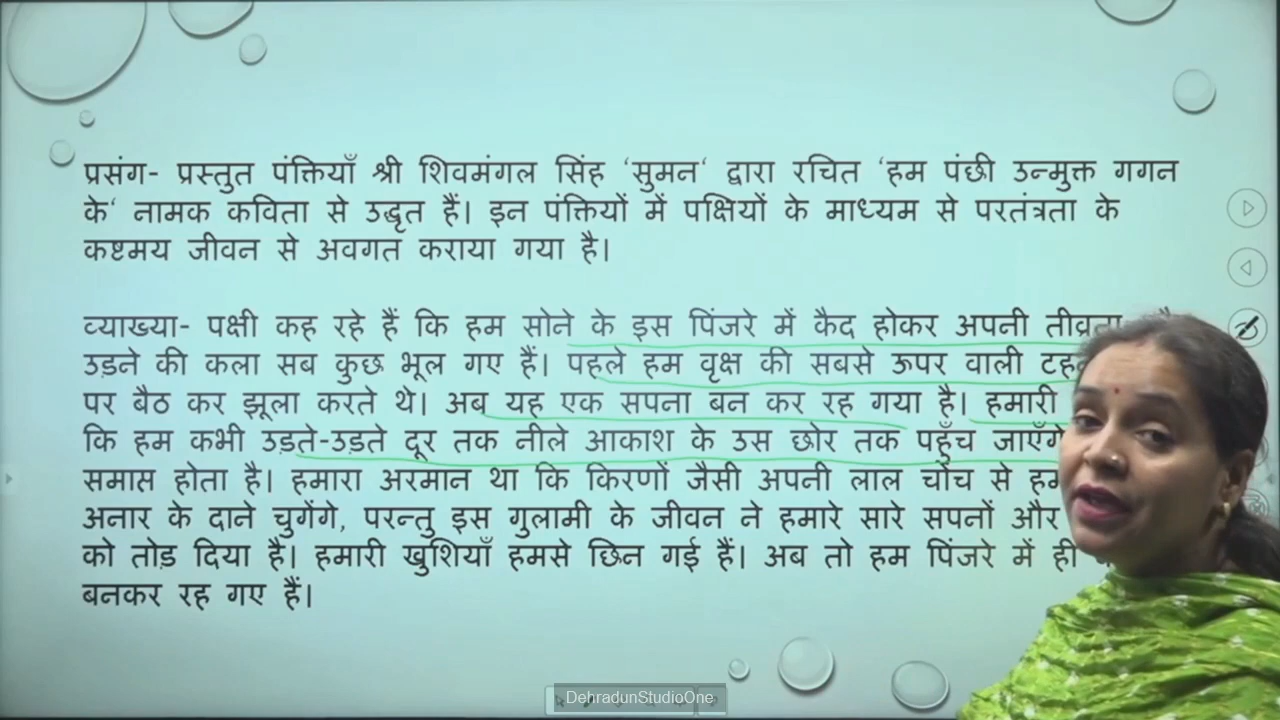 प्रसंग- प्रस्तुत पंक्तियाँ श्री शिवमंगल सिंह ‘सुमन‘ द्वारा रचित ‘हम पंछी उन्मुक्त गगन
के‘ नामक कविता से उद्धृत हैं। इन पंक्तियों में पक्षियों के माध्यम से परतंत्रता के
कष्टमय जीवन से अवगत कराया गया है।
व्याख्या- पक्षी कह रहे हैं कि हम सोने के इस पिंजरे में कैद होकर अपनी तीव्रता
उड़ने की कला सब कुछ भूल गए हैं। पहले हम वृक्ष की सबसे ऊपर वाली
पर बैठ कर झूला करते थे। अब यह एक सपना बन कर रह गया है। हमारी
कि हम कभी उड़ते-उड़ते दूर तक नीले आकाश के उस छोर तक पहुँच जाएँगे
समाप्त होता है। हमारा अरमान था कि किरणों जैसी अपनी लाल चोंच से
अनार के दाने चुगेंगे, परन्तु इस गुलामी के जीवन ने हमारे सारे सपनों और
को तोड़ दिया है। हमारी खुशियाँ हमसे छिन गई हैं। अब तो हम पिंजरे में ही
बनकर रह गए हैं।
DehradunStudioOne